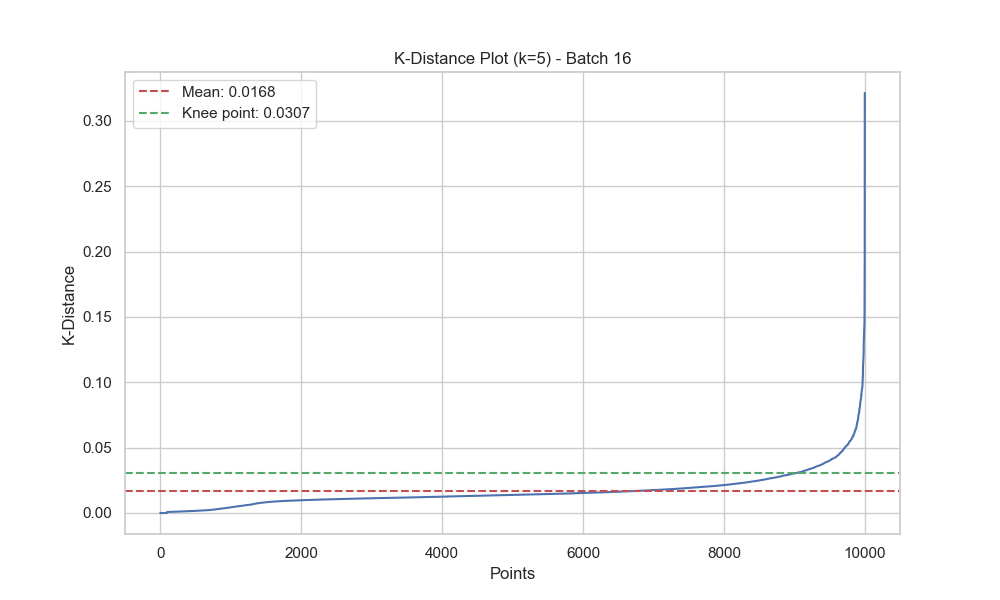 K-Distance Plot (k=5) - Batch 16
Mean: 0.0168
Knee point: 0.0307
0.30
0.25
0.20
0.15
0.10
0.05
0.00
K-Distance
0 2000 4000 6000 8000 10000
Points